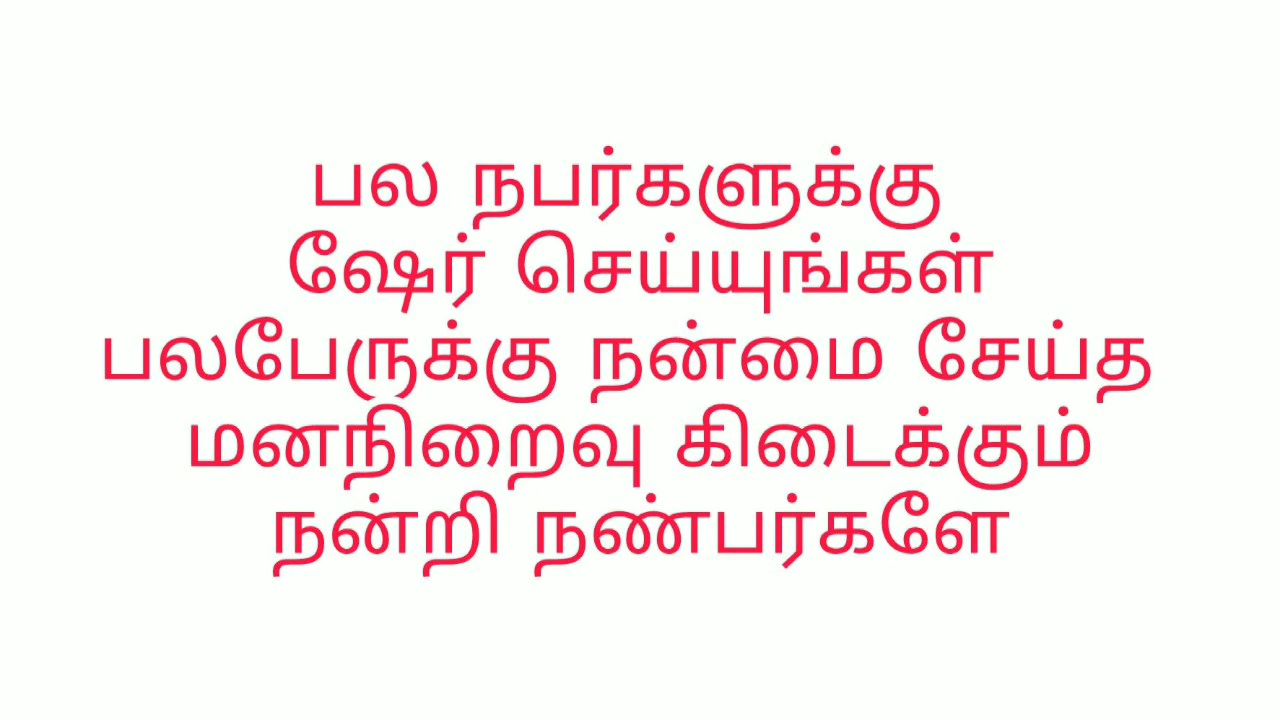 பல நபர்களுக்கு
ஷேர் செய்யுங்கள்
பலபேருக்கு நன்மை சேய்த
மனநிறைவு கிடைக்கும்
நன்றி நண்பர்களே